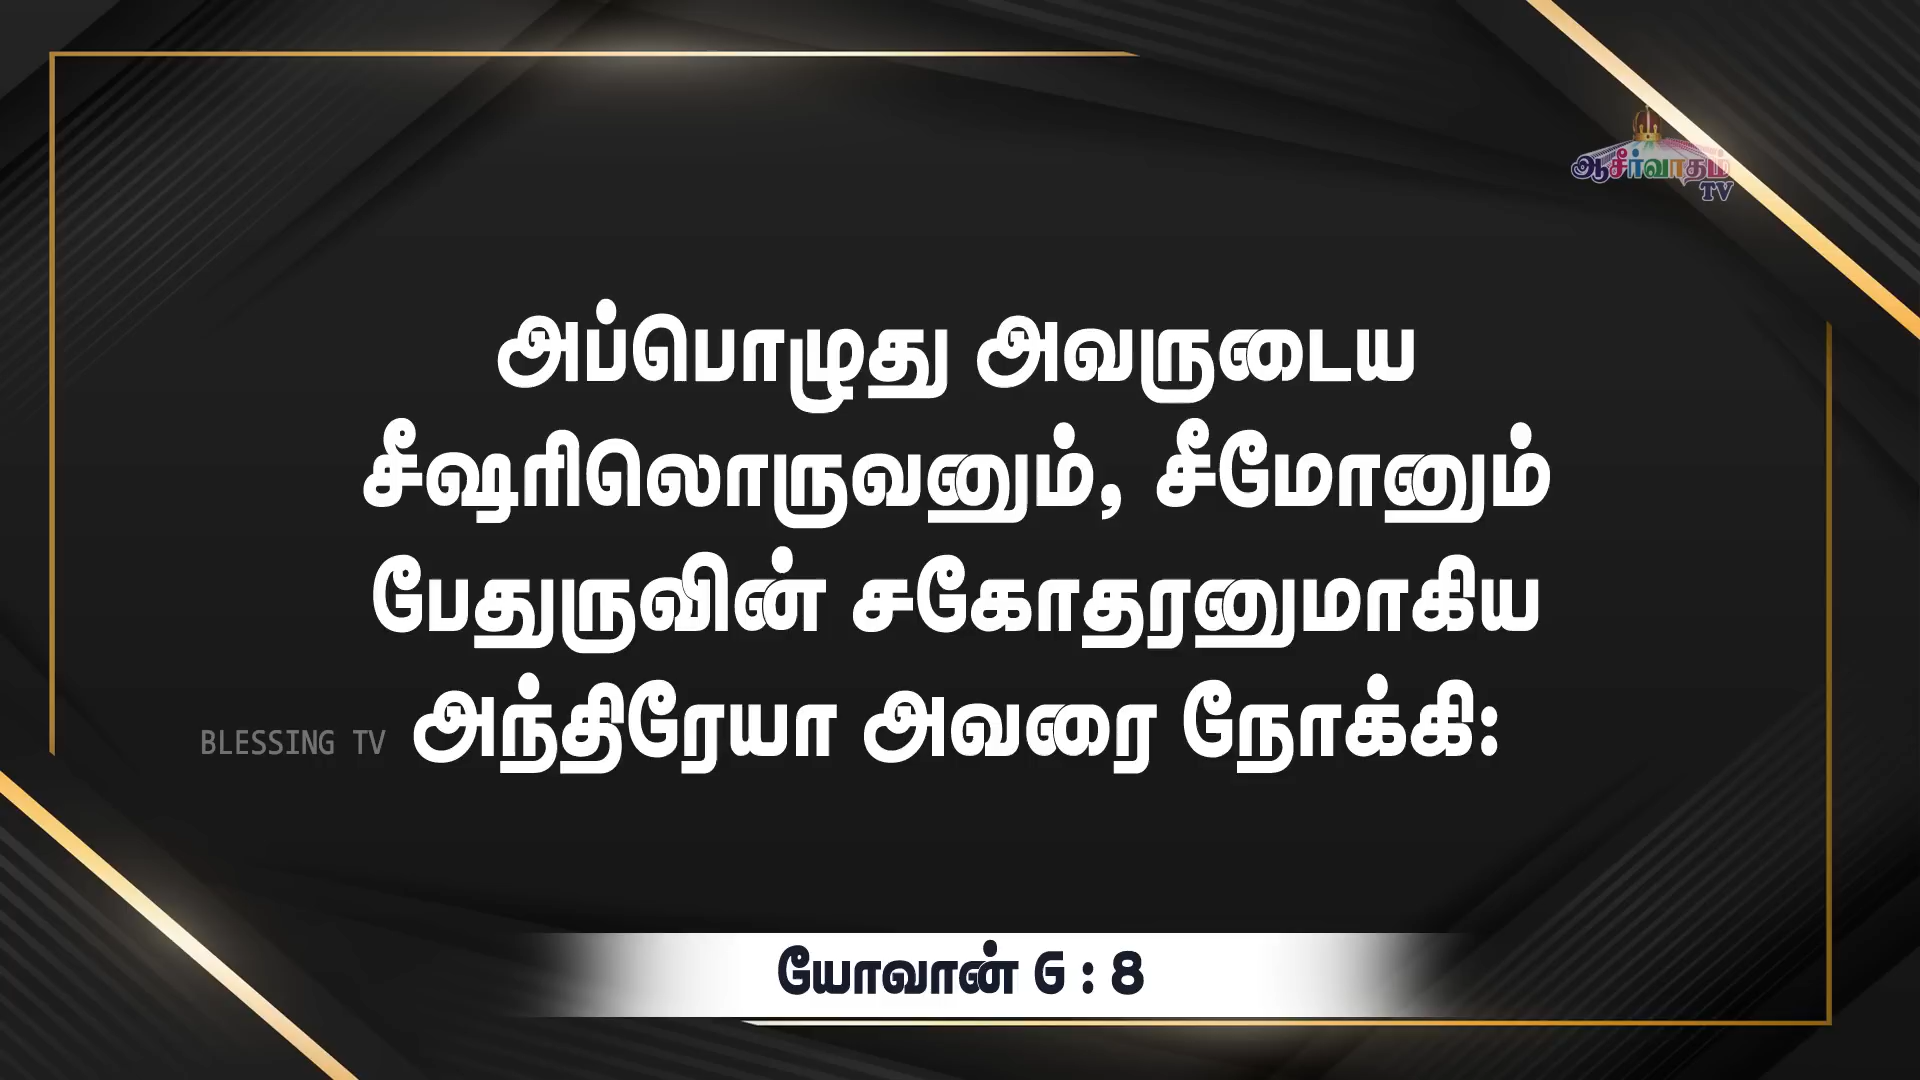 ஆசீர்வாதம்
TV
அப்பொழுது அவருடைய
சீஷரிலொருவனும், சீமோனும்
பேதுருவின் சகோதரனுமாகிய
BLESSING TV அந்திரேயா அவரை நோக்கி:
யோவான் 6 : 8